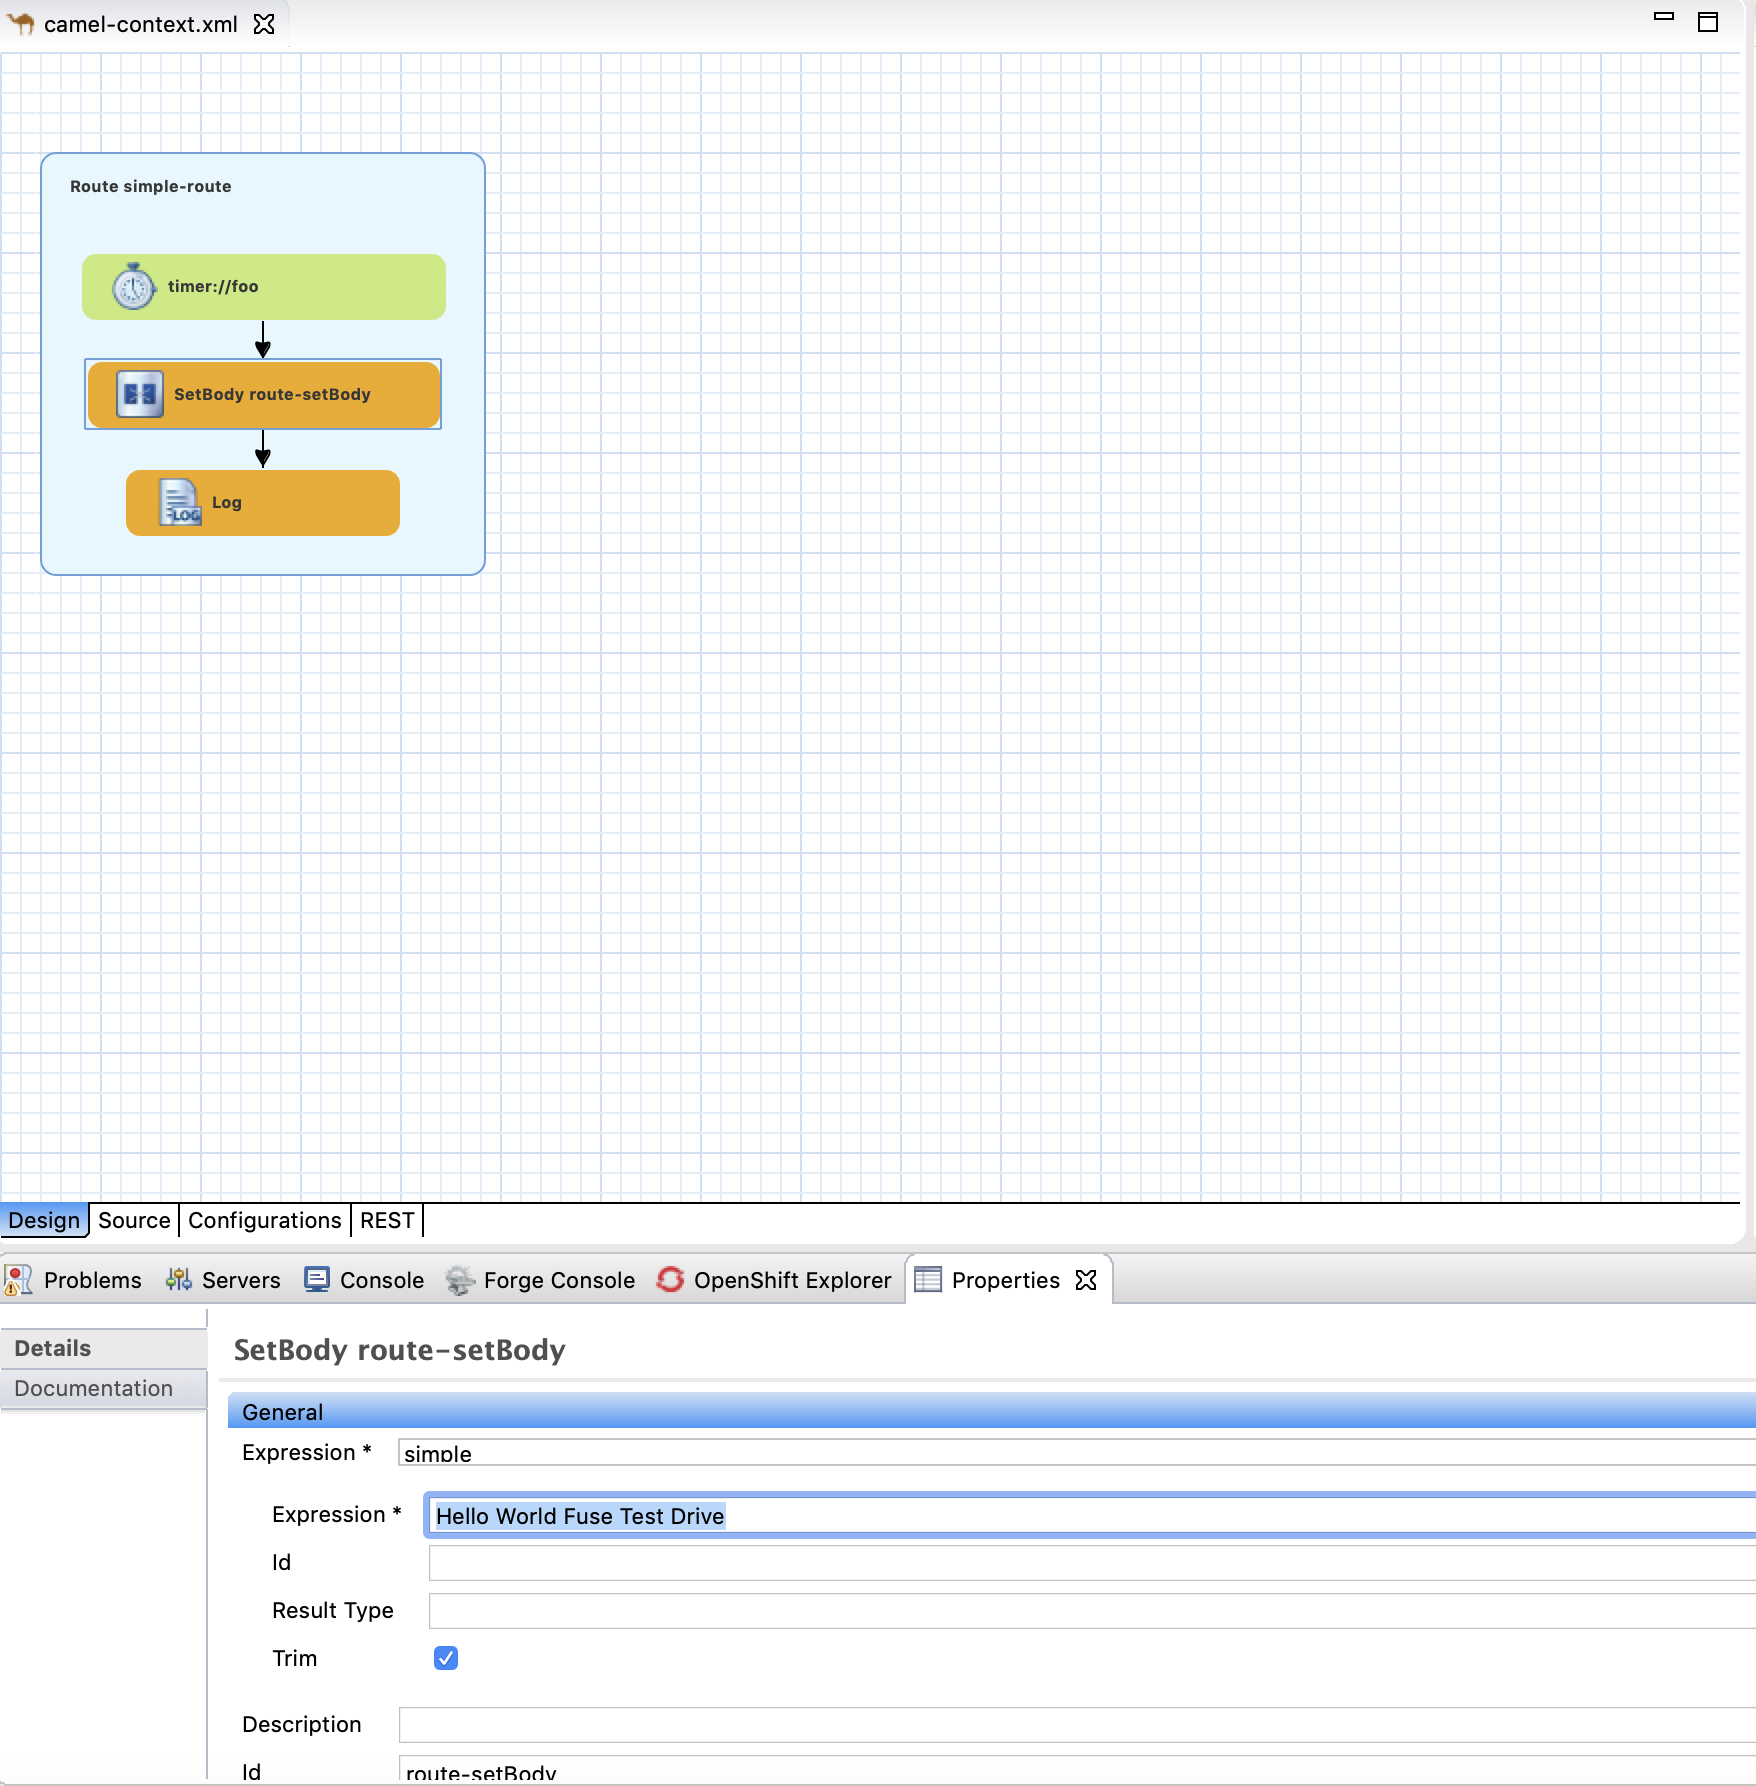 camel-context.xml
Route simple-route
timer://foo
SetBody route-setBody
LOG
Log
Design Source Configurations REST
Problems Servers Console Forge Console OpenShift Explorer Properties
Details
Documentation
SetBody route-setBody
General
Expression * simple
Expression * Hello World Fuse Test Drive
Id
Result Type
Trim
Description
Id route-setBody